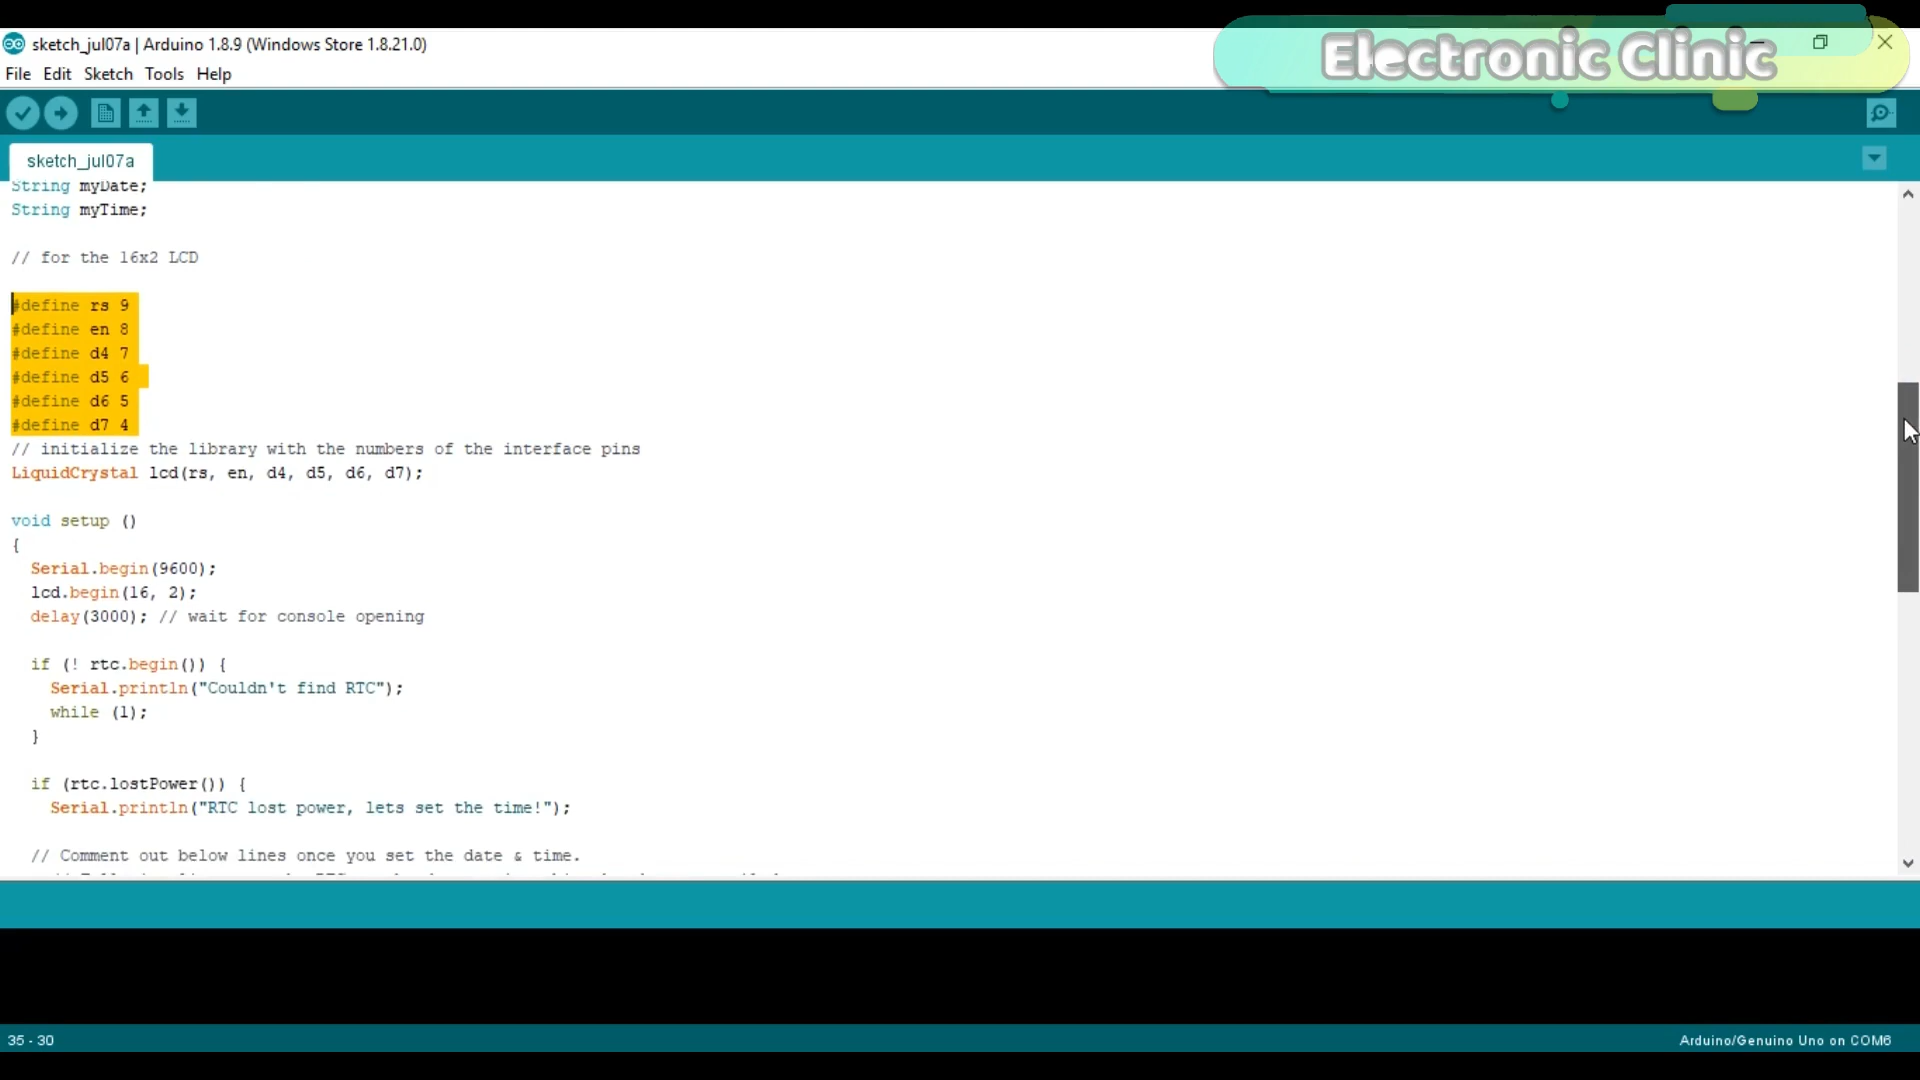 sketch_jul07a | Arduino 1.8.9 (Windows Store 1.8.21.0)
Electronic Clinic
File Edit Sketch Tools Help
sketch_jul07a
String myDate;
String myTime;
// for the 16x2 LCD
#define rs 9
#define en 8
#define d4 7
#define d5 6
#define d6 5
#define d7 4
// initialize the library with the numbers of the interface pins
LiquidCrystal lcd(rs, en, d4, d5, d6, d7);
void setup ()
{
Serial.begin(9600);
lcd.begin(16, 2);
delay(3000); // wait for console opening
if (! rtc.begin()) {
Serial.println("Couldn't find RTC");
while (1);
}
if (rtc.lostPower()) {
Serial.println("RTC lost power, lets set the time!");
// Comment out below lines once you set the date & time.
35 - 30
Arduino/Genuino Uno on COM6